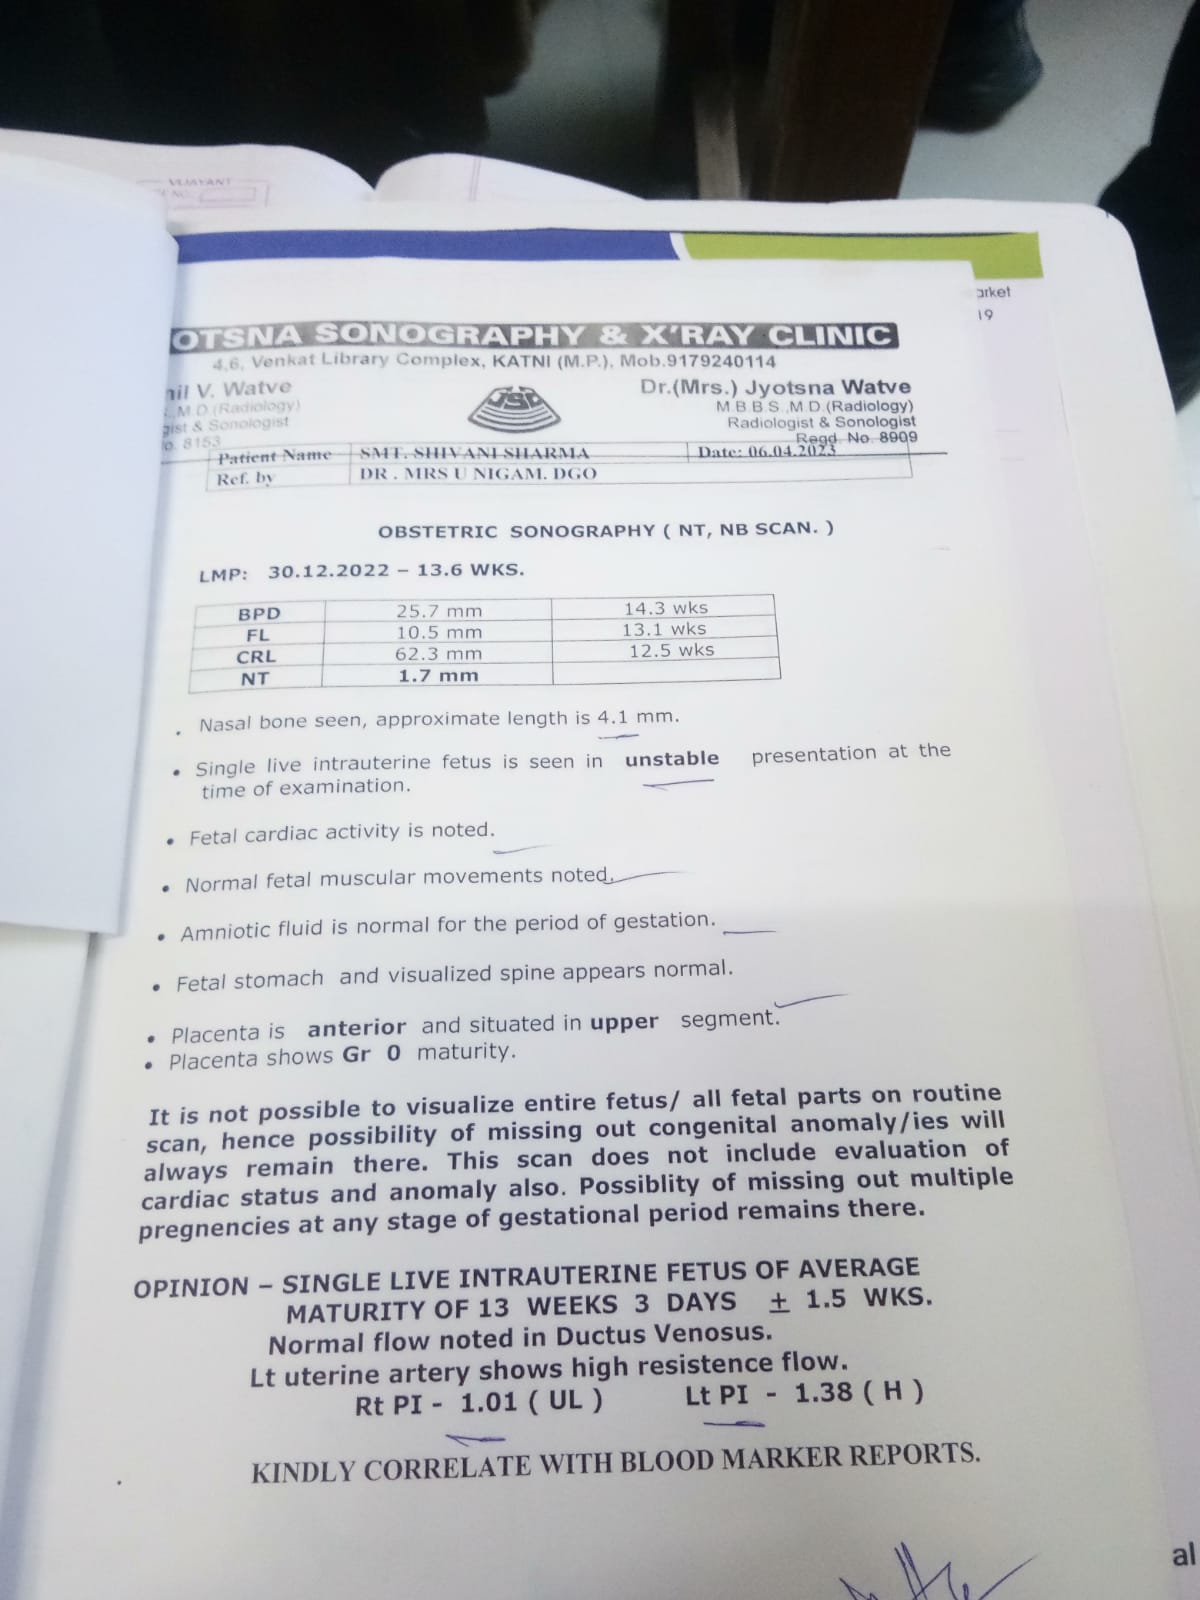 VIJAYANT
arket
19
OTSNA SONOGRAPHY & X'RAY CLINIC
4,6, Venkat Library Complex, KATNI (M.P.), Mob.9179240114
nil V. Watve
M.D.(Radiology)
gist & Sonologist
o. 8153
JSC
Dr.(Mrs.) Jyotsna Watve
M.B.B.S.,M.D.(Radiology)
Radiologist & Sonologist
Regd. No. 8909
Patient Name SMT. SHIVANI SHARMA Date: 06.04.2023
Ref. by DR . MRS U NIGAM. DGO
OBSTETRIC SONOGRAPHY ( NT, NB SCAN. )
LMP: 30.12.2022 – 13.6 WKS.
BPD 25.7 mm 14.3 wks
FL 10.5 mm 13.1 wks
CRL 62.3 mm 12.5 wks
NT 1.7 mm
. Nasal bone seen, approximate length is 4.1 mm.
• Single live intrauterine fetus is seen in unstable presentation at the
time of examination.
• Fetal cardiac activity is noted.
• Normal fetal muscular movements noted.
• Amniotic fluid is normal for the period of gestation.
• Fetal stomach and visualized spine appears normal.
• Placenta is anterior and situated in upper segment.
• Placenta shows Gr 0 maturity.
It is not possible to visualize entire fetus/ all fetal parts on routine
scan, hence possibility of missing out congenital anomaly/ies will
always remain there. This scan does not include evaluation of
cardiac status and anomaly also. Possiblity of missing out multiple
pregnencies at any stage of gestational period remains there.
OPINION – SINGLE LIVE INTRAUTERINE FETUS OF AVERAGE
MATURITY OF 13 WEEKS 3 DAYS ± 1.5 WKS.
Normal flow noted in Ductus Venosus.
Lt uterine artery shows high resistence flow.
Rt PI - 1.01 ( UL ) Lt PI - 1.38 ( H )
KINDLY CORRELATE WITH BLOOD MARKER REPORTS.
al